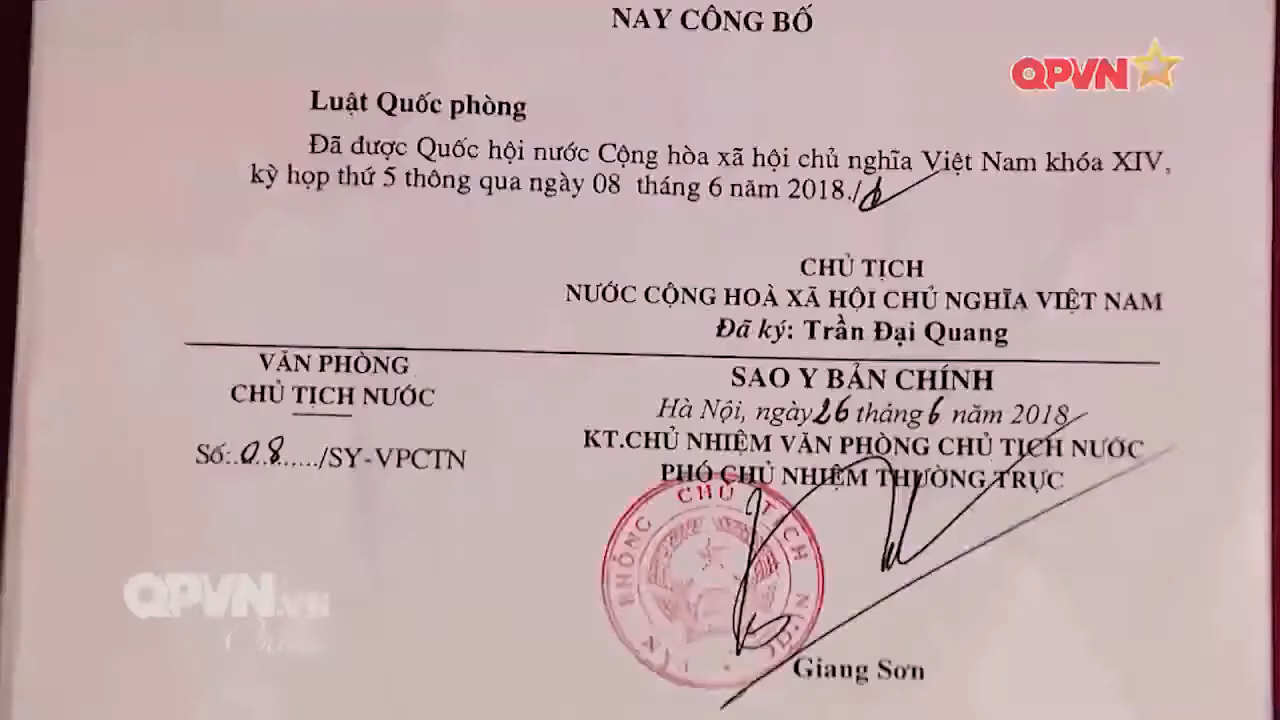 NAY CÔNG BỐ
QPVN
Luật Quốc phòng
Đã được Quốc hội nước Cộng hòa xã hội chủ nghĩa Việt Nam khóa XIV,
kỳ họp thứ 5 thông qua ngày 08 tháng 6 năm 2018./.
CHỦ TỊCH
NƯỚC CỘNG HOÀ XÃ HỘI CHỦ NGHĨA VIỆT NAM
Đã ký: Trần Đại Quang
VĂN PHÒNG
CHỦ TỊCH NƯỚC
Số:.08....../SY-VPCTN
SAO Y BẢN CHÍNH
Hà Nội, ngày 26 tháng 6 năm 2018
KT.CHỦ NHIỆM VĂN PHÒNG CHỦ TỊCH NƯỚC
PHÓ CHỦ NHIỆM THƯỜNG TRỰC
PHÒNG CHỦ TỊCH NƯỚC
Giang Sơn
QPVN.VN